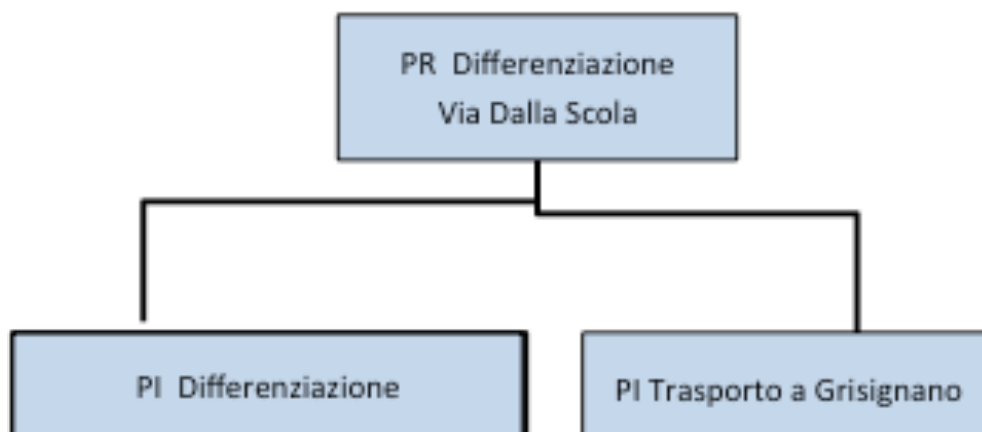 PR Differenziazione
Via Dalla Scola
PI Differenziazione
PI Trasporto a Grisignano